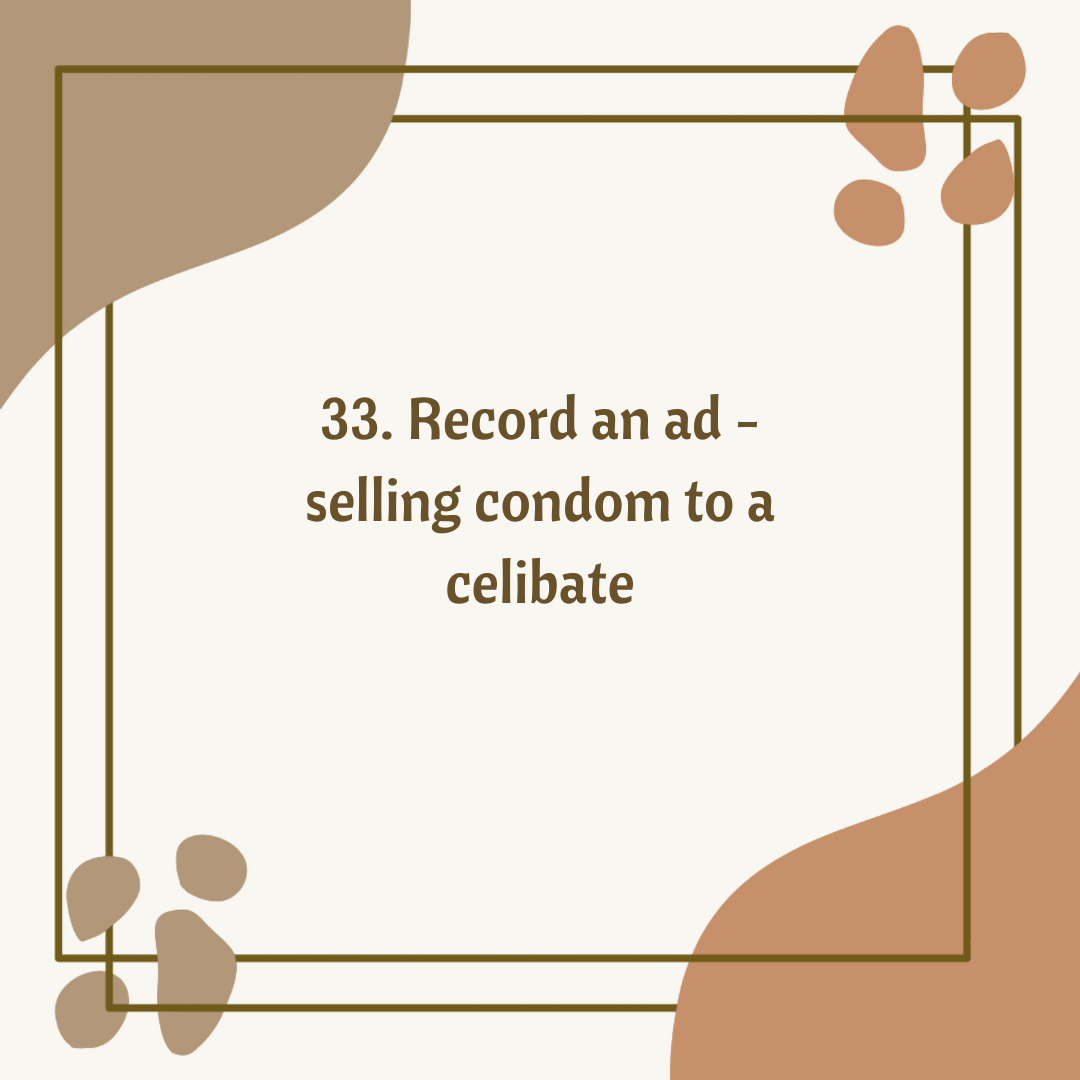 33. Record an ad –
selling condom to a
celibate